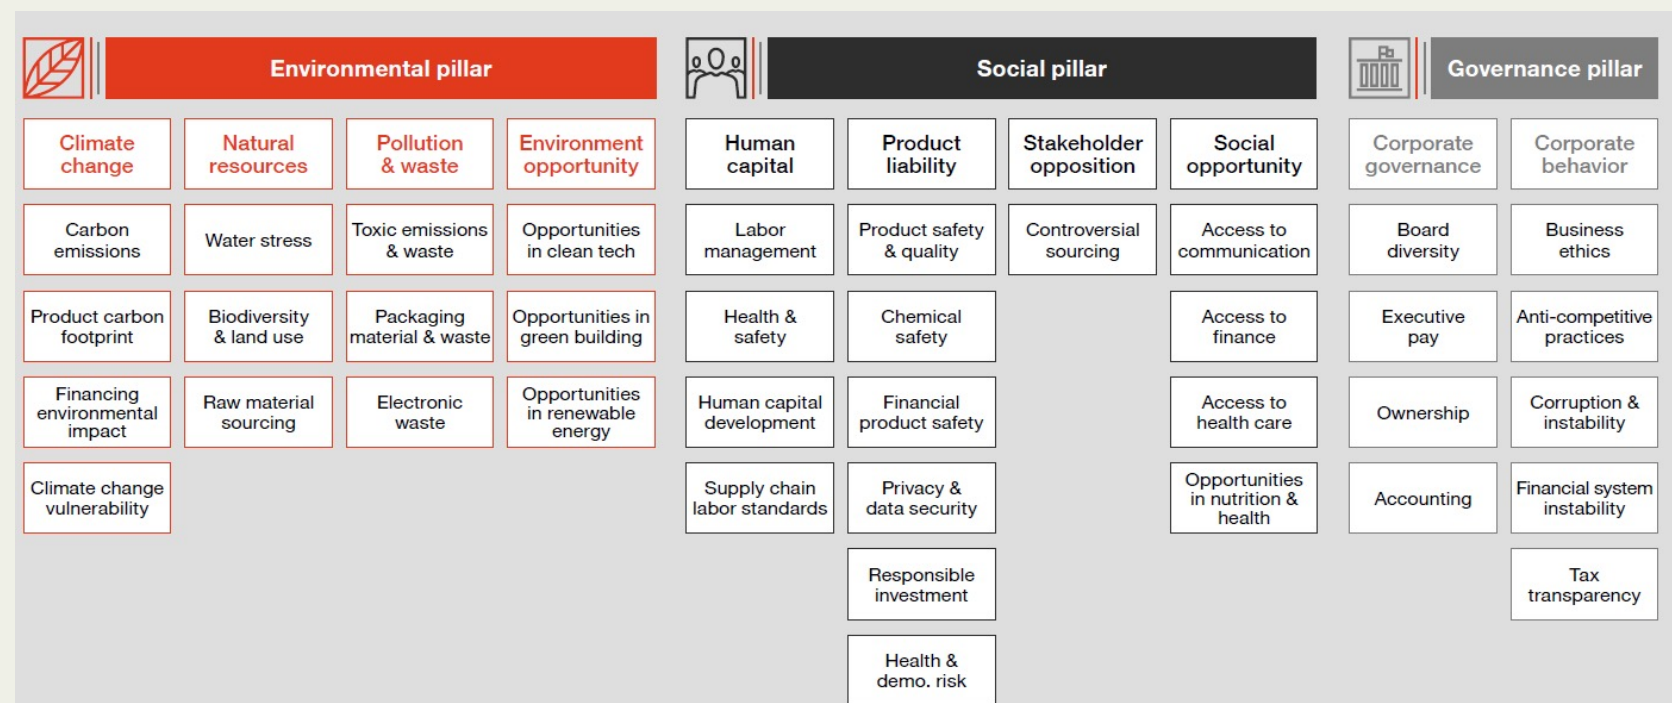 Environmental pillar
Social pillar
Governance pillar
Climate
change
Natural
resources
Pollution
& waste
Environment
opportunity
Human
capital
Product
liability
Stakeholder
opposition
Social
opportunity
Corporate
governance
Corporate
behavior
Carbon
emissions
Water stress
Toxic emissions
& waste
Opportunities
in clean tech
Labor
management
Product safety
& quality
Controversial
sourcing
Access to
communication
Board
diversity
Business
ethics
Product carbon
footprint
Biodiversity
& land use
Packaging
material & waste
Opportunities in
green building
Health &
safety
Chemical
safety
Access to
finance
Executive
pay
Anti-competitive
practices
Financing
environmental
impact
Raw material
sourcing
Electronic
waste
Opportunities
in renewable
energy
Human capital
development
Financial
product safety
Access to
health care
Ownership
Corruption &
instability
Climate change
vulnerability
Supply chain
labor standards
Privacy &
data security
Opportunities
in nutrition &
health
Accounting
Financial system
instability
Responsible
investment
Tax
transparency
Health &
demo. risk